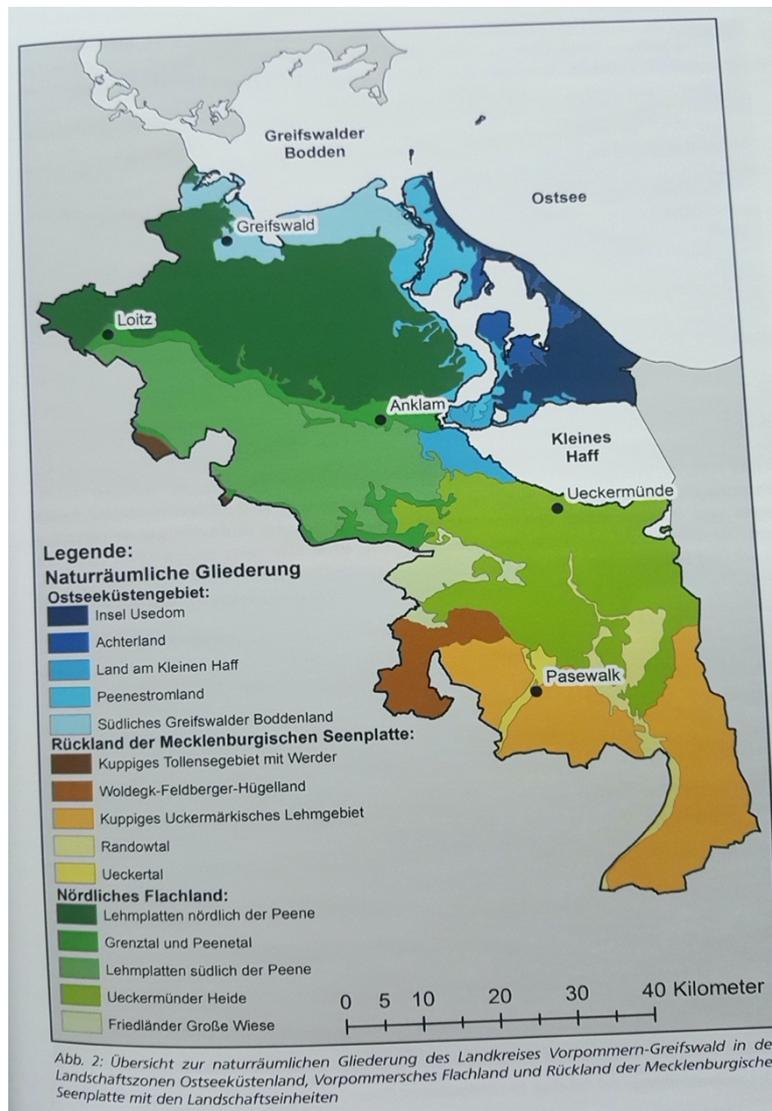 Greifswalder
Bodden
Ostsee
Greifswald
Loitz
Anklam
Kleines
Haff
Ueckermünde
Pasewalk
Legende:
Naturräumliche Gliederung
Ostseeküstengebiet:
Insel Usedom
Achterland
Land am Kleinen Haff
Peenestromland
Südliches Greifswalder Boddenland
Rückland der Mecklenburgischen Seenplatte:
Kuppiges Tollensegebiet mit Werder
Woldegk-Feldberger-Hügelland
Kuppiges Uckermärkisches Lehmgebiet
Randowtal
Ueckertal
Nördliches Flachland:
Lehmplatten nördlich der Peene
Grenztal und Peenetal
Lehmplatten südlich der Peene
Ueckermünder Heide
Friedländer Große Wiese
0 5 10 20 30 40 Kilometer
Abb. 2: Übersicht zur naturräumlichen Gliederung des Landkreises Vorpommern-Greifswald in de
Landschaftszonen Ostseeküstenland, Vorpommersches Flachland und Rückland der Mecklenburgische
Seenplatte mit den Landschaftseinheiten